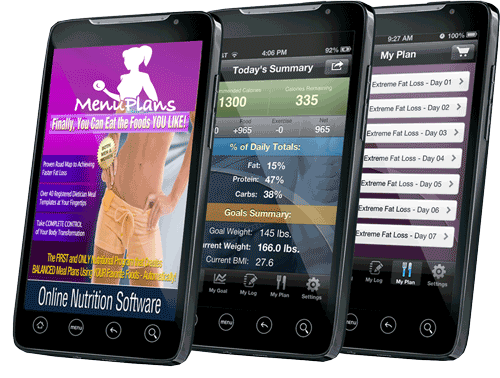 MenuPlans
Finally, You Can Eat the Foods YOU LIKE!
Proven Road Map to Achieving
Faster Fat Loss
Over 40 Registered Dietician Meal
Templates at Your Fingertips
Take COMPLETE CONTROL
of Your Body Transformation
The FIRST and ONLY Nutritional
BALANCED Meal Plans Using YOUR Favorite Foods - Automatically.
Online Nutrition Software
menu
4:06 PM
92%
Today's Summary
Calories
Calories Remaining
1300
335
Food
Exercise
Net
+965
-0
+965
% of Daily Totals:
Fat: 15%
Protein: 47%
Carbs: 38%
Goals Summary:
Goal Weight: 145 lbs.
Current Weight: 166.0 lbs.
Current BMI: 27.6
My Goal
My Log
My Plan
Settings
menu
9:27 AM
100%
My Plan
Extreme Fat Loss - Day 01
Extreme Fat Loss - Day 02
Extreme Fat Loss - Day 03
Extreme Fat Loss - Day 04
Extreme Fat Loss - Day 05
Extreme Fat Loss - Day 06
Extreme Fat Loss - Day 07
My Log
My Plan
Settings
menu